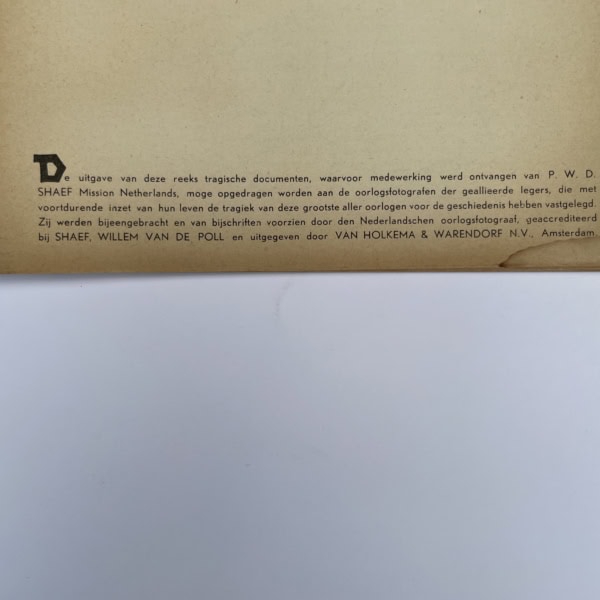 De uitgave van deze reeks tragische documenten, waarvoor medewerking werd ontvangen van P. W. D.
SHAEF Mission Netherlands, moge opgedragen worden aan de oorlogsfotografen der geallieerde legers, die met
voortdurende inzet van hun leven de tragiek van deze grootste aller oorlogen voor de geschiedenis hebben vastgelegd.
Zij werden bijeengebracht en van bijschriften voorzien door den Nederlandschen oorlogsfotograaf, geaccrediteerd
bij SHAEF, WILLEM VAN DE POLL en uitgegeven door VAN HOLKEMA & WARENDORF N.V., Amsterdam.